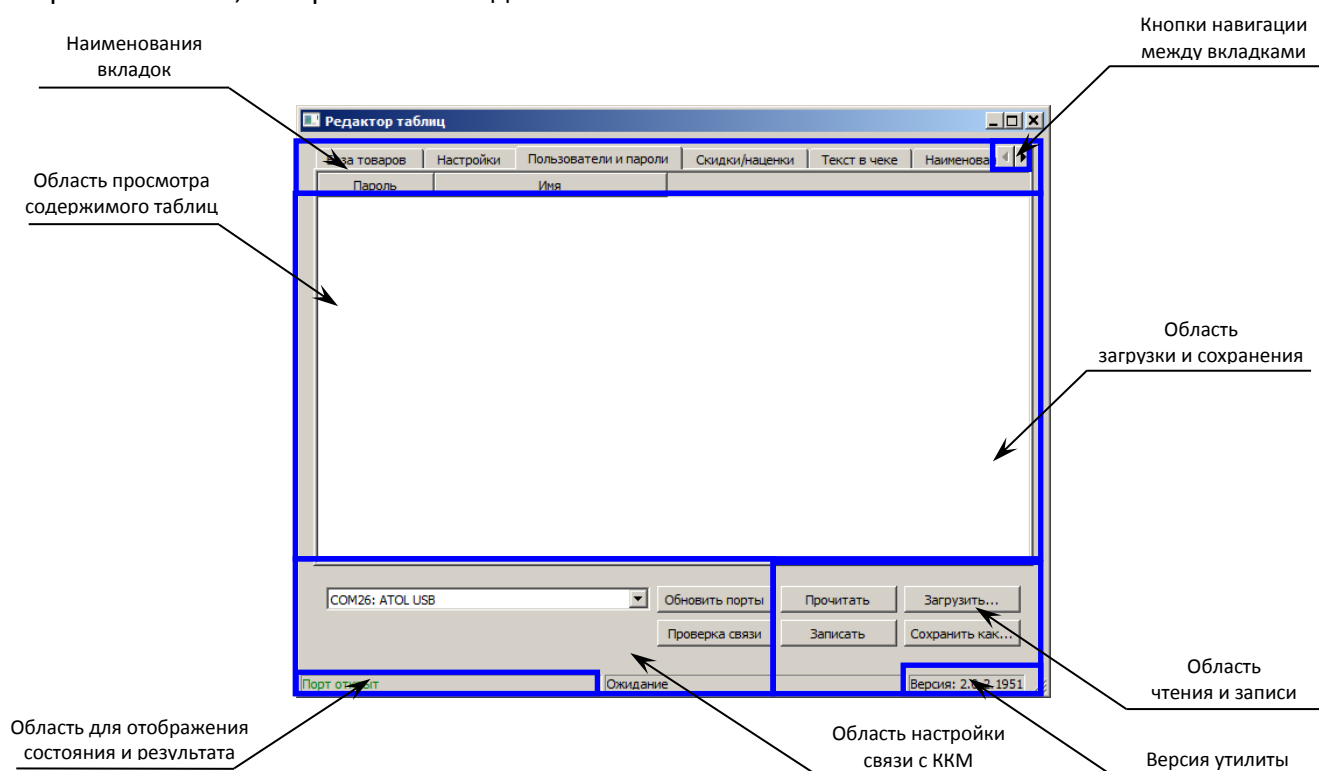 Кнопки навигации
между вкладками
Наименования
вкладок
Редактор таблиц
База товаров
Настройки
Пользователи и пароли
Скидки/наценки
Текст в чеке
Пароль
Имя
Область просмотра
содержимого таблиц
Область
загрузки и сохранения
COM26: ATOL USB
Обновить порты
Прочитать
Загрузить...
Проверка связи
Записать
Сохранить как...
Порт открыт
Ожидание
Версия:
Область
чтения и записи
Область для отображения
состояния и результата
Область настройки
связи с ККМ
Версия утилиты